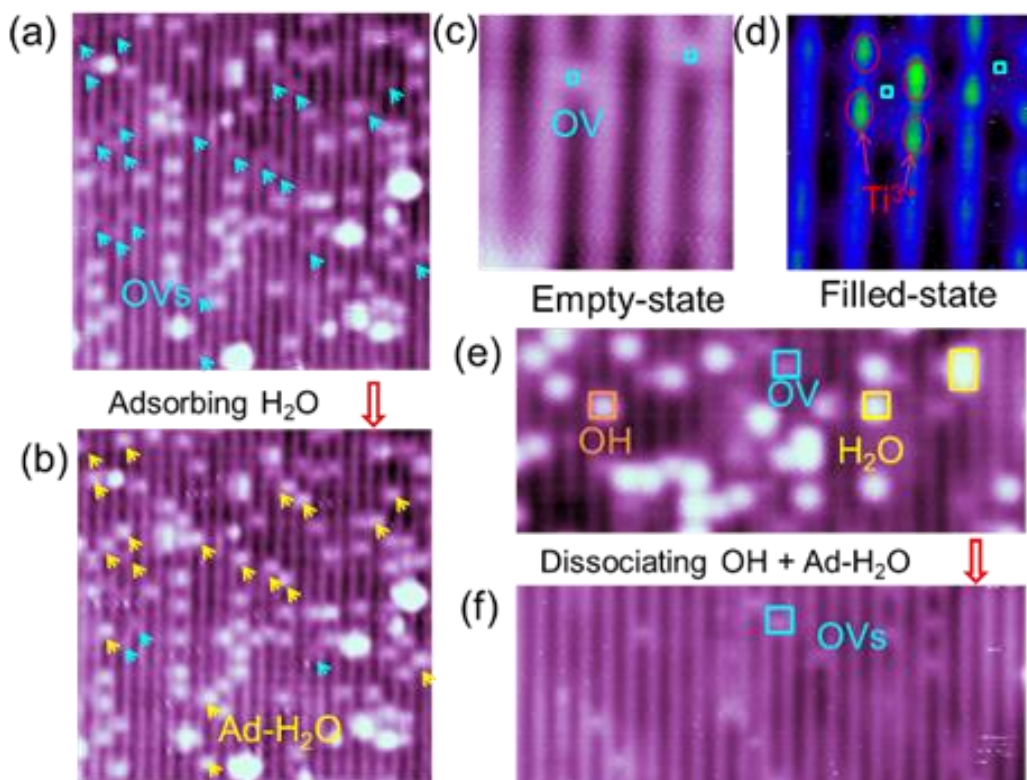 (a)
OVs
Adsorbing H₂O
(b)
Ad-H₂O
(c)
OV
Empty-state
(d)
Ti³⁺
Filled-state
(e)
OH
OV
H₂O
Dissociating OH + Ad-H₂O
(f)
OVs